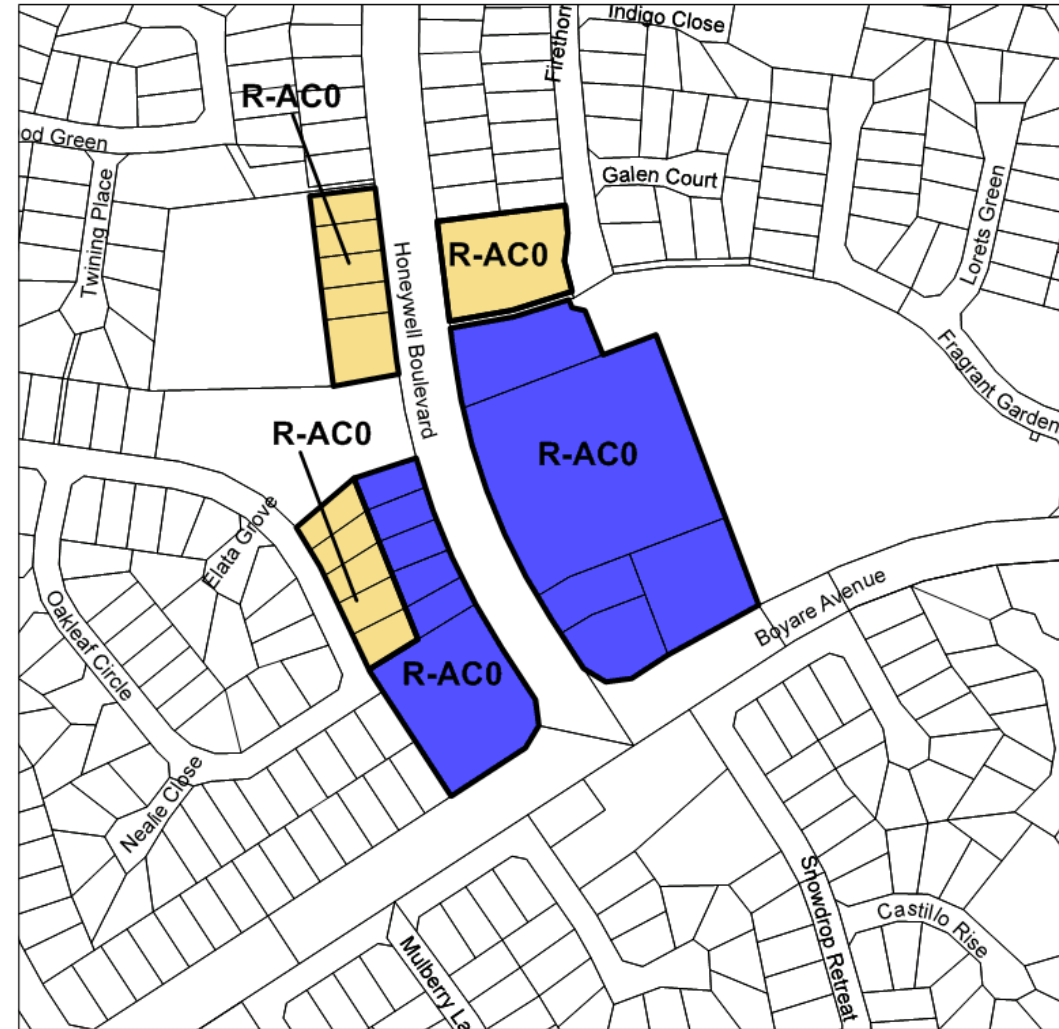 Indigo Close
Firethorn
R-AC0
od Green
Galen Court
Twining Place
Lorets Green
R-AC0
Honeywell Boulevard
Fragrant Garden
R-AC0
R-AC0
Elata Grove
Boyare Avenue
Oakleaf Circle
R-AC0
Nealie Close
Snowdrop Retreat
Castillo Rise
Mulberry La